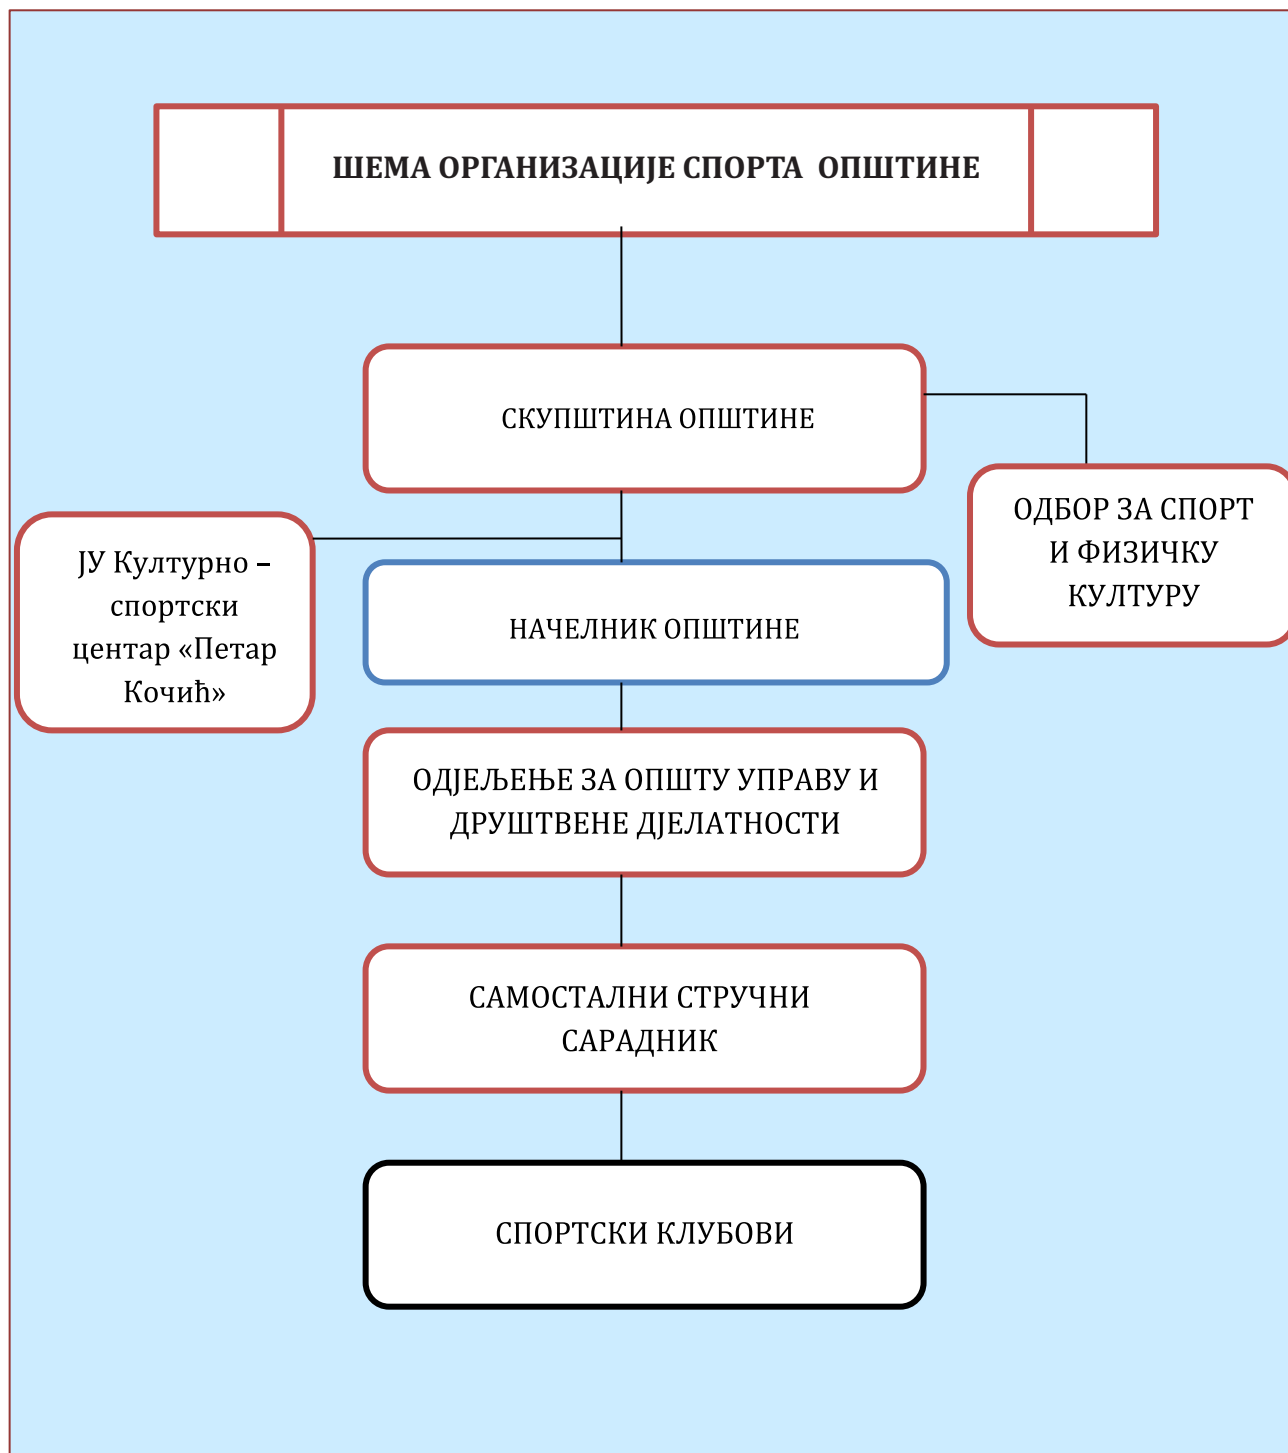 ШЕМА ОРГАНИЗАЦИЈЕ СПОРТА  ОПШТИНЕ
СКУПШТИНА ОПШТИНЕ
ОДБОР ЗА СПОРТ
И ФИЗИЧКУ
КУЛТУРУ
ЈУ Културно –
спортски
центар «Петар
Кочић»
НАЧЕЛНИК ОПШТИНЕ
ОДЈЕЉЕЊЕ ЗА ОПШТУ УПРАВУ И
ДРУШТВЕНЕ ДЈЕЛАТНОСТИ
САМОСТАЛНИ СТРУЧНИ
САРАДНИК
СПОРТСКИ КЛУБОВИ